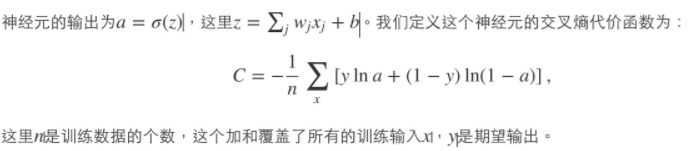 神经元的输出为a = σ(z)，这里z = ∑_j w_j x_j + b。我们定义这个神经元的交叉熵代价函数为：
C = −\frac{1}{n} ∑_x [y ln a + (1 − y) ln(1 − a)] ,
这里n是训练数据的个数，这个加和覆盖了所有的训练输入x，y是期望输出。